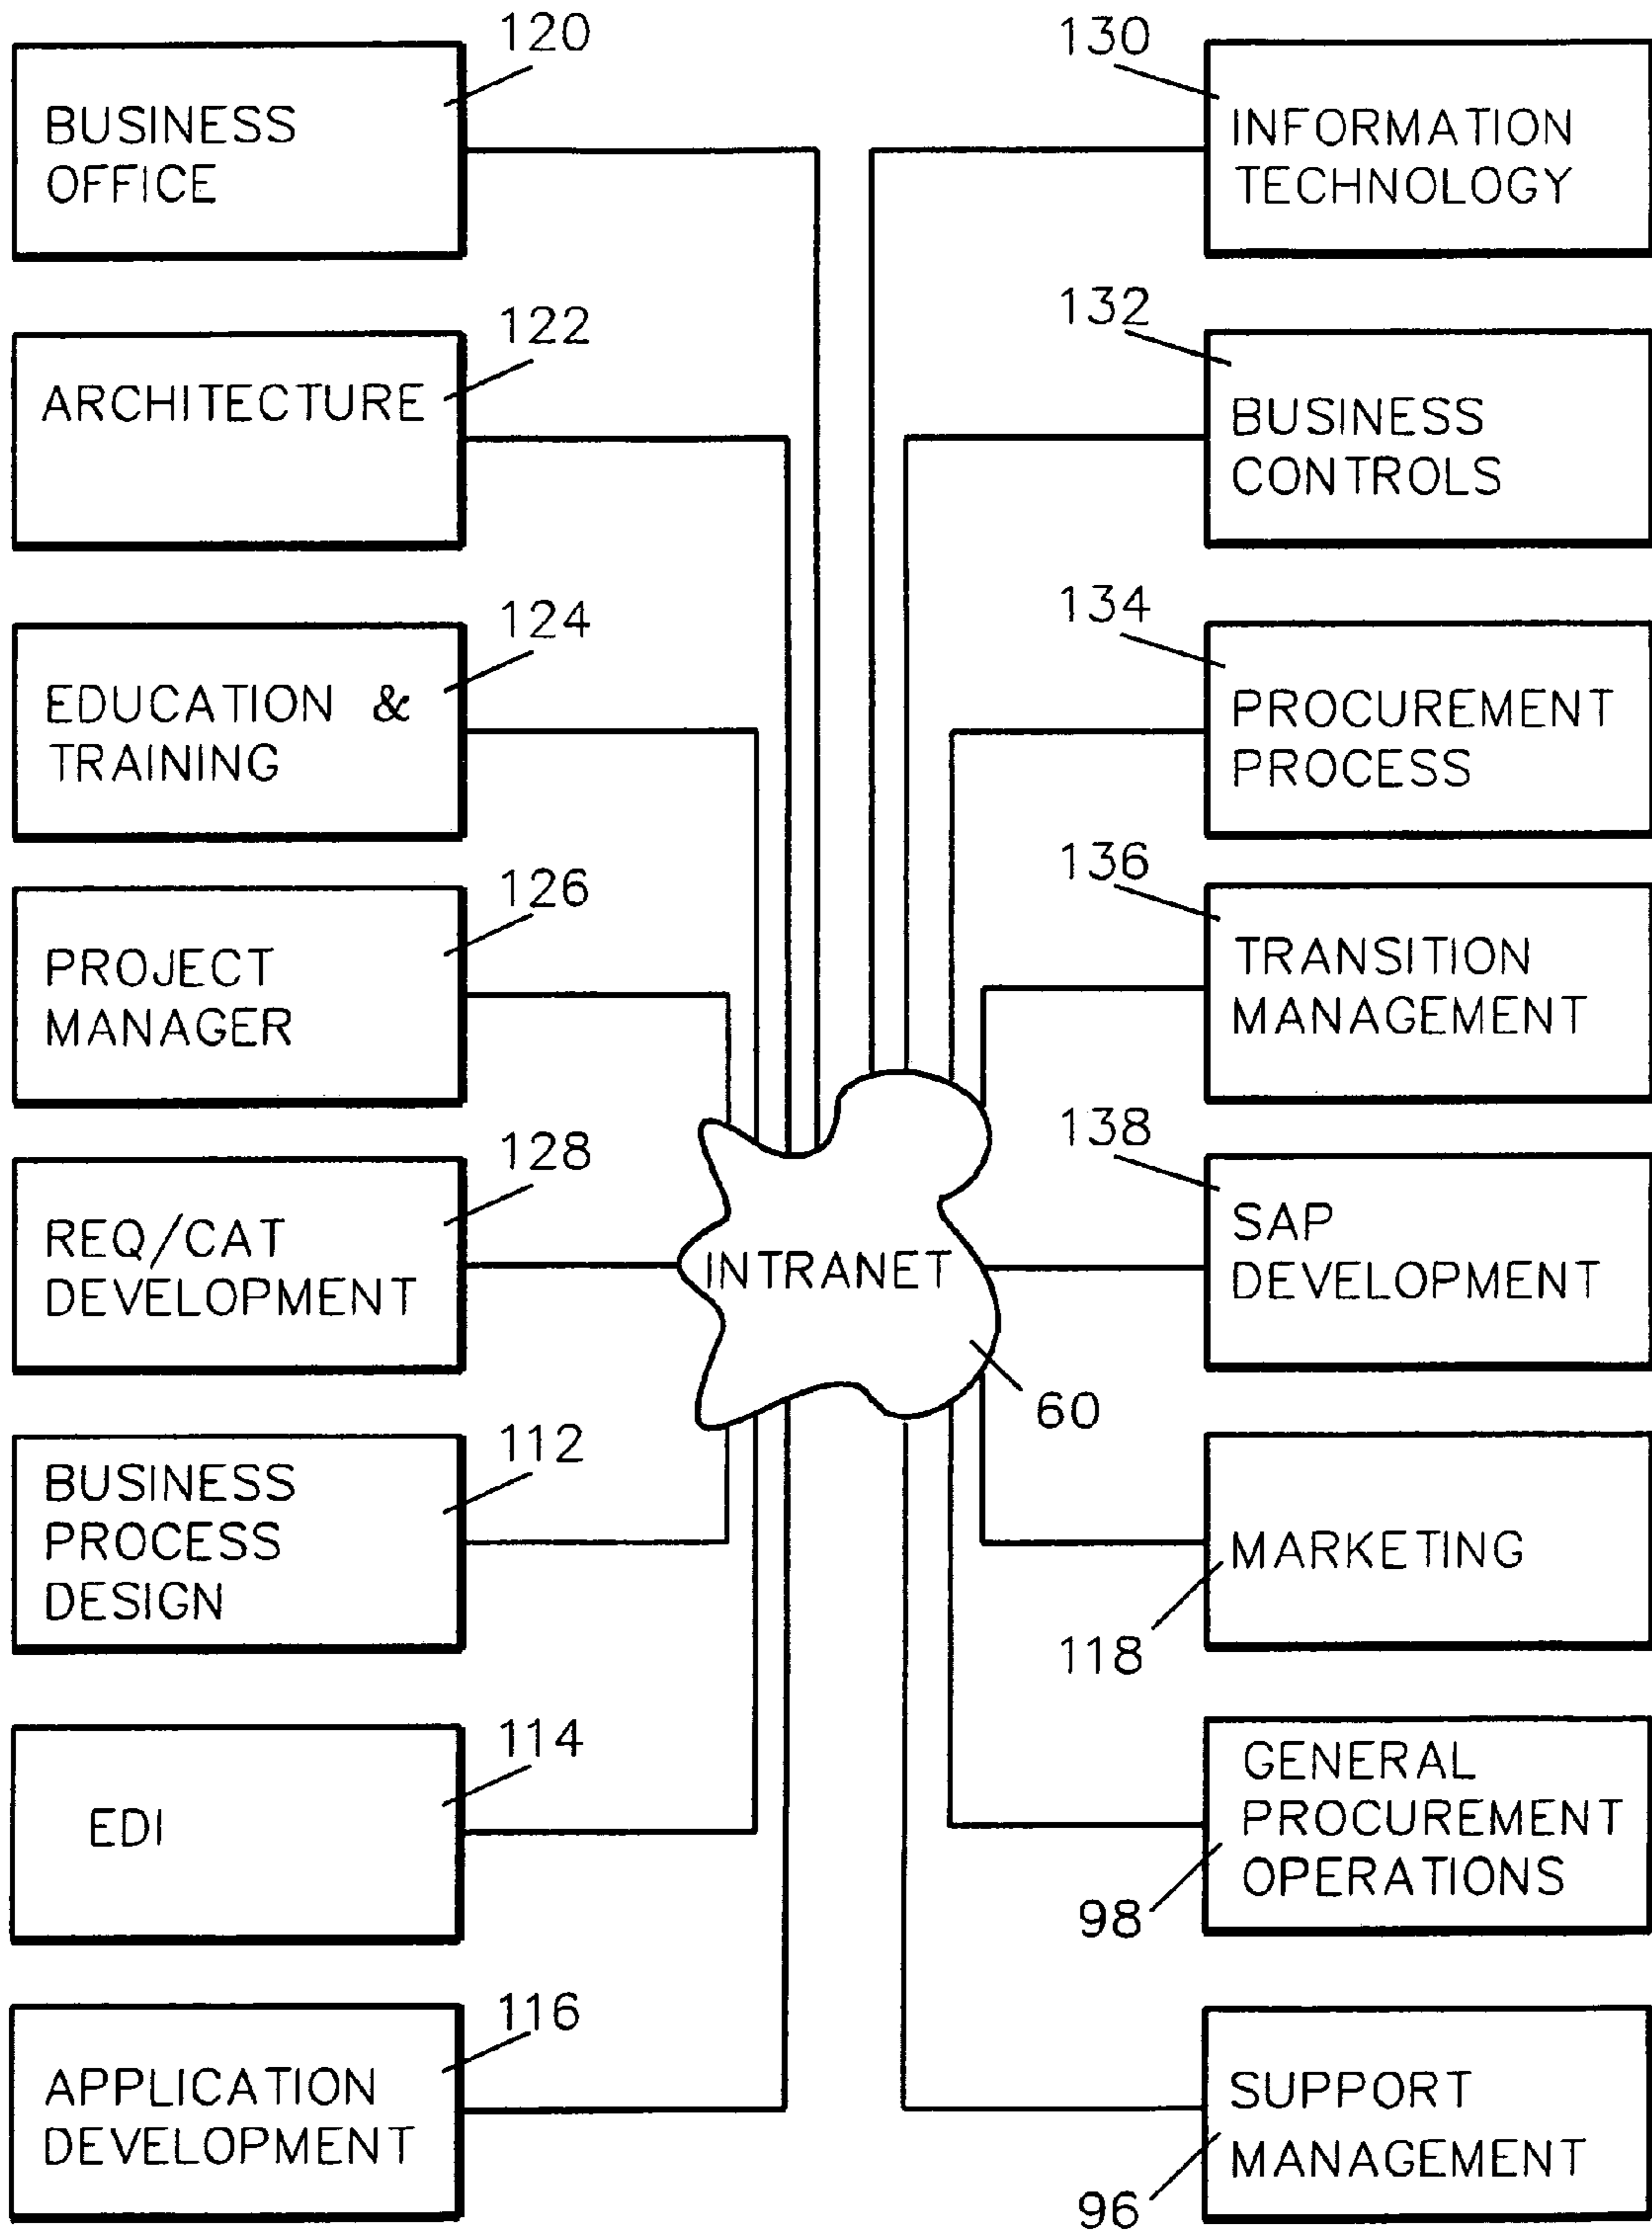 120
BUSINESS
OFFICE
122
ARCHITECTURE
124
EDUCATION &
TRAINING
126
PROJECT
MANAGER
128
REQ/CAT
DEVELOPMENT
112
BUSINESS
PROCESS
DESIGN
114
EDI
116
APPLICATION
DEVELOPMENT
INTRANET
60
130
INFORMATION
TECHNOLOGY
132
BUSINESS
CONTROLS
134
PROCUREMENT
PROCESS
136
TRANSITION
MANAGEMENT
138
SAP
DEVELOPMENT
MARKETING
118
GENERAL
PROCUREMENT
OPERATIONS
98
SUPPORT
MANAGEMENT
96